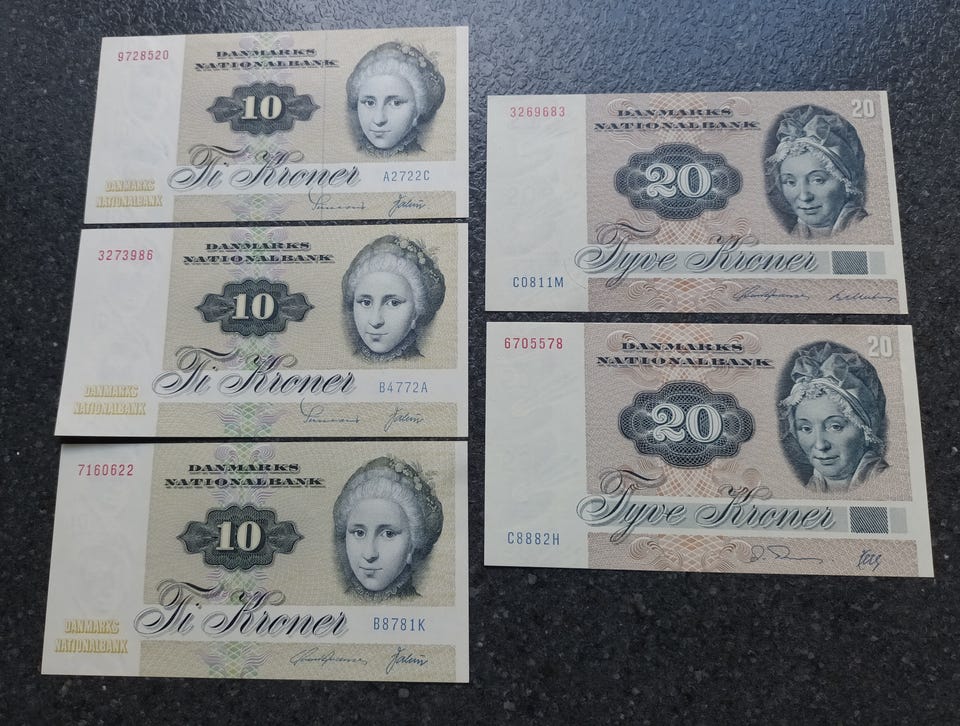 9728520
DANMARKS
NATIONALBANK
10
Ti Kroner
A2722C
DANMARKS
NATIONALBANK
3273986
DANMARKS
NATIONALBANK
10
Ti Kroner
B4772A
DANMARKS
NATIONALBANK
7160622
DANMARKS
NATIONALBANK
10
Ti Kroner
B8781K
DANMARKS
NATIONALBANK
3269683
DANMARKS
NATIONALBANK
20
20
Tyve Kroner
C0811M
6705578
DANMARKS
NATIONALBANK
20
20
Tyve Kroner
C8882H